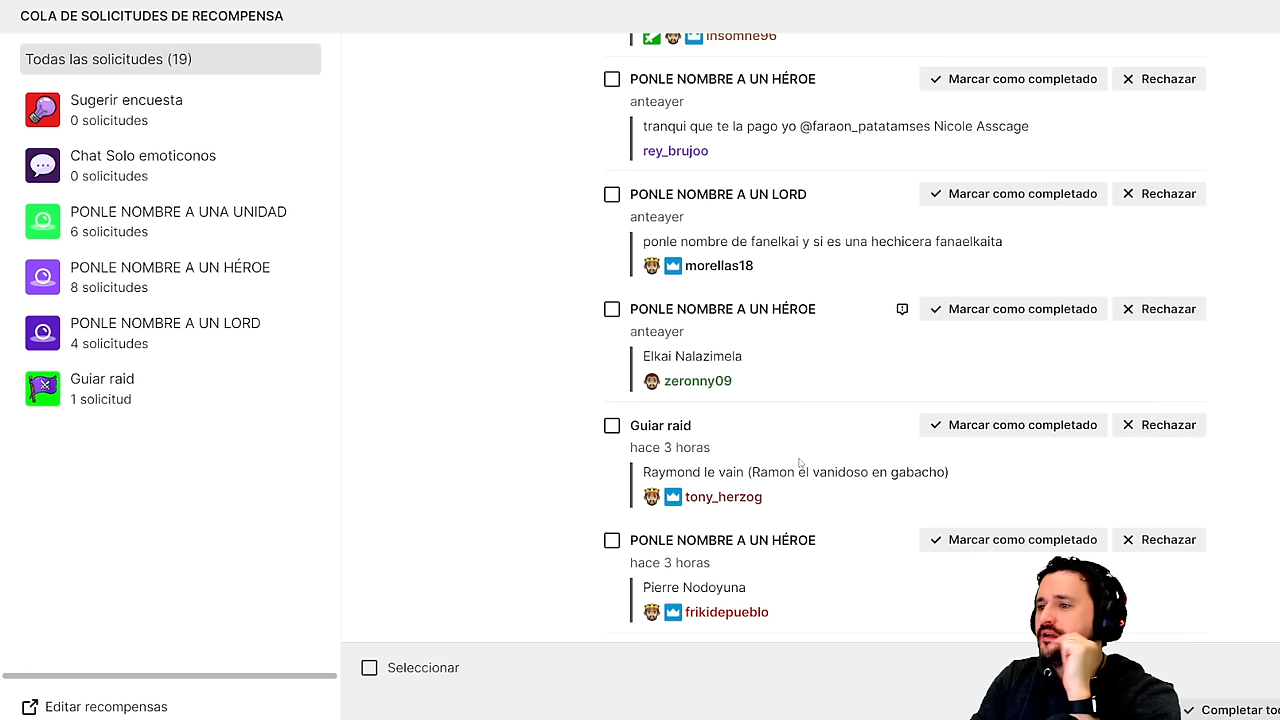 COLA DE SOLICITUDES DE RECOMPENSA
Todas las solicitudes (19)
Sugerir encuesta
0 solicitudes
Chat Solo emoticonos
0 solicitudes
PONLE NOMBRE A UNA UNIDAD
6 solicitudes
PONLE NOMBRE A UN HÉROE
8 solicitudes
PONLE NOMBRE A UN LORD
4 solicitudes
Guiar raid
1 solicitud
Editar recompensas
insomne96
PONLE NOMBRE A UN HÉROE Marcar como completado Rechazar
anteayer
tranqui que te la pago yo @faraon_patatamses Nicole Asscage
rey_brujoo
PONLE NOMBRE A UN LORD Marcar como completado Rechazar
anteayer
ponle nombre de fanelkai y si es una hechicera fanaelkaita
morellas18
PONLE NOMBRE A UN HÉROE Marcar como completado Rechazar
anteayer
Elkai Nalazimela
zeronny09
Guiar raid Marcar como completado Rechazar
hace 3 horas
Raymond le vain (Ramon el vanidoso en gabacho)
tony_herzog
PONLE NOMBRE A UN HÉROE Marcar como completado Rechazar
hace 3 horas
Pierre Nodoyuna
frikidepueblo
Seleccionar
Completar to